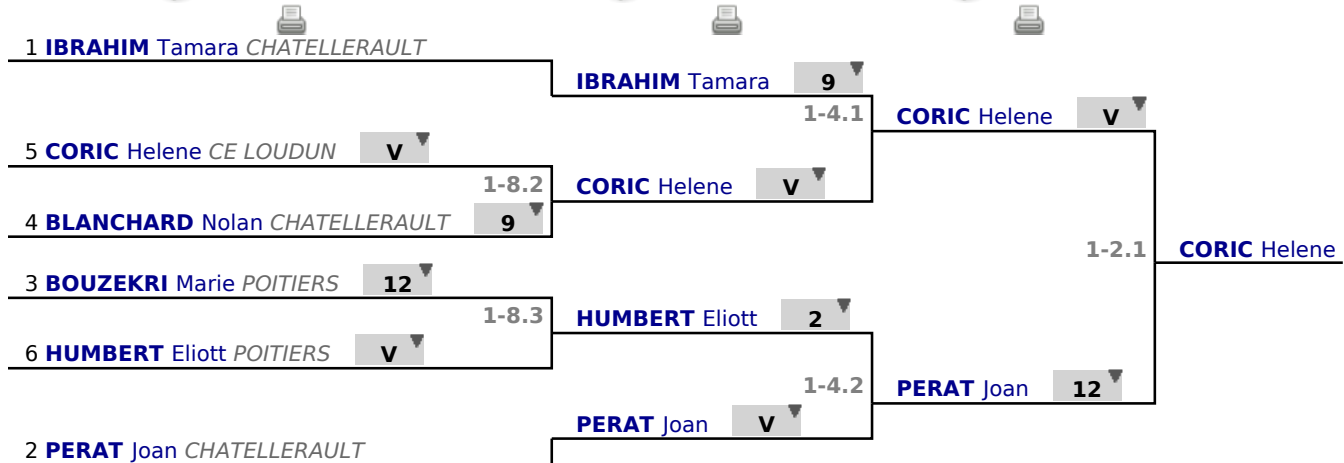 1 IBRAHIM Tamara CHATELLERAULT
IBRAHIM Tamara 9
1-4.1
CORIC Helene V
5 CORIC Helene CE LOUDUN V
1-8.2
CORIC Helene V
4 BLANCHARD Nolan CHATELLERAULT 9
1-2.1
CORIC Helene
3 BOUZEKRI Marie POITIERS 12
1-8.3
HUMBERT Eliott 2
6 HUMBERT Eliott POITIERS V
1-4.2
PERAT Joan 12
PERAT Joan V
2 PERAT Joan CHATELLERAULT